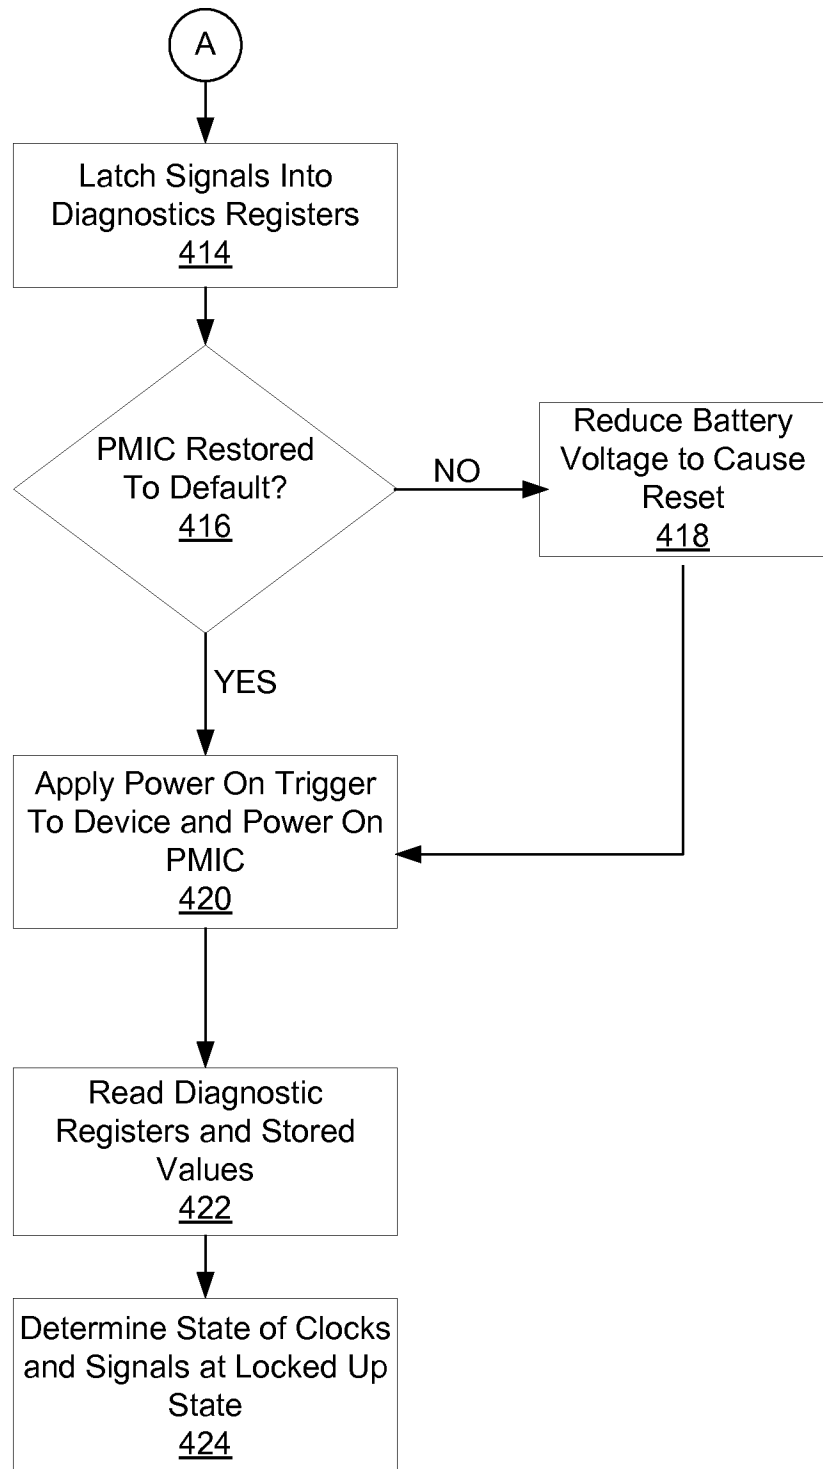 A
Latch Signals Into
Diagnostics Registers
414
PMIC Restored
To Default?
416
NO
Reduce Battery
Voltage to Cause
Reset
418
YES
Apply Power On Trigger
To Device and Power On
PMIC
420
Read Diagnostic
Registers and Stored
Values
422
Determine State of Clocks
and Signals at Locked Up
State
424